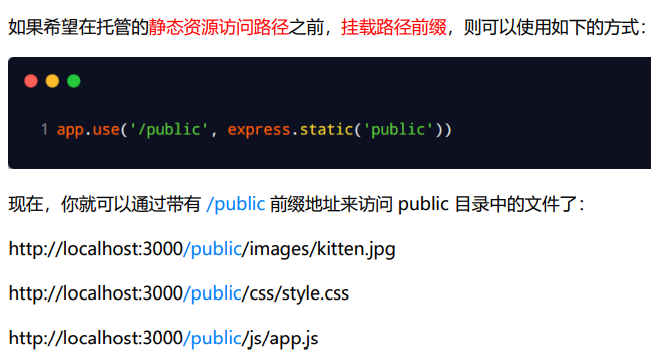 如果希望在托管的静态资源访问路径之前，挂载路径前缀，则可以使用如下的方式：
1 app.use('/public', express.static('public'))
现在，你就可以通过带有 /public 前缀地址来访问 public 目录中的文件了：
http://localhost:3000/public/images/kitten.jpg
http://localhost:3000/public/css/style.css
http://localhost:3000/public/js/app.js